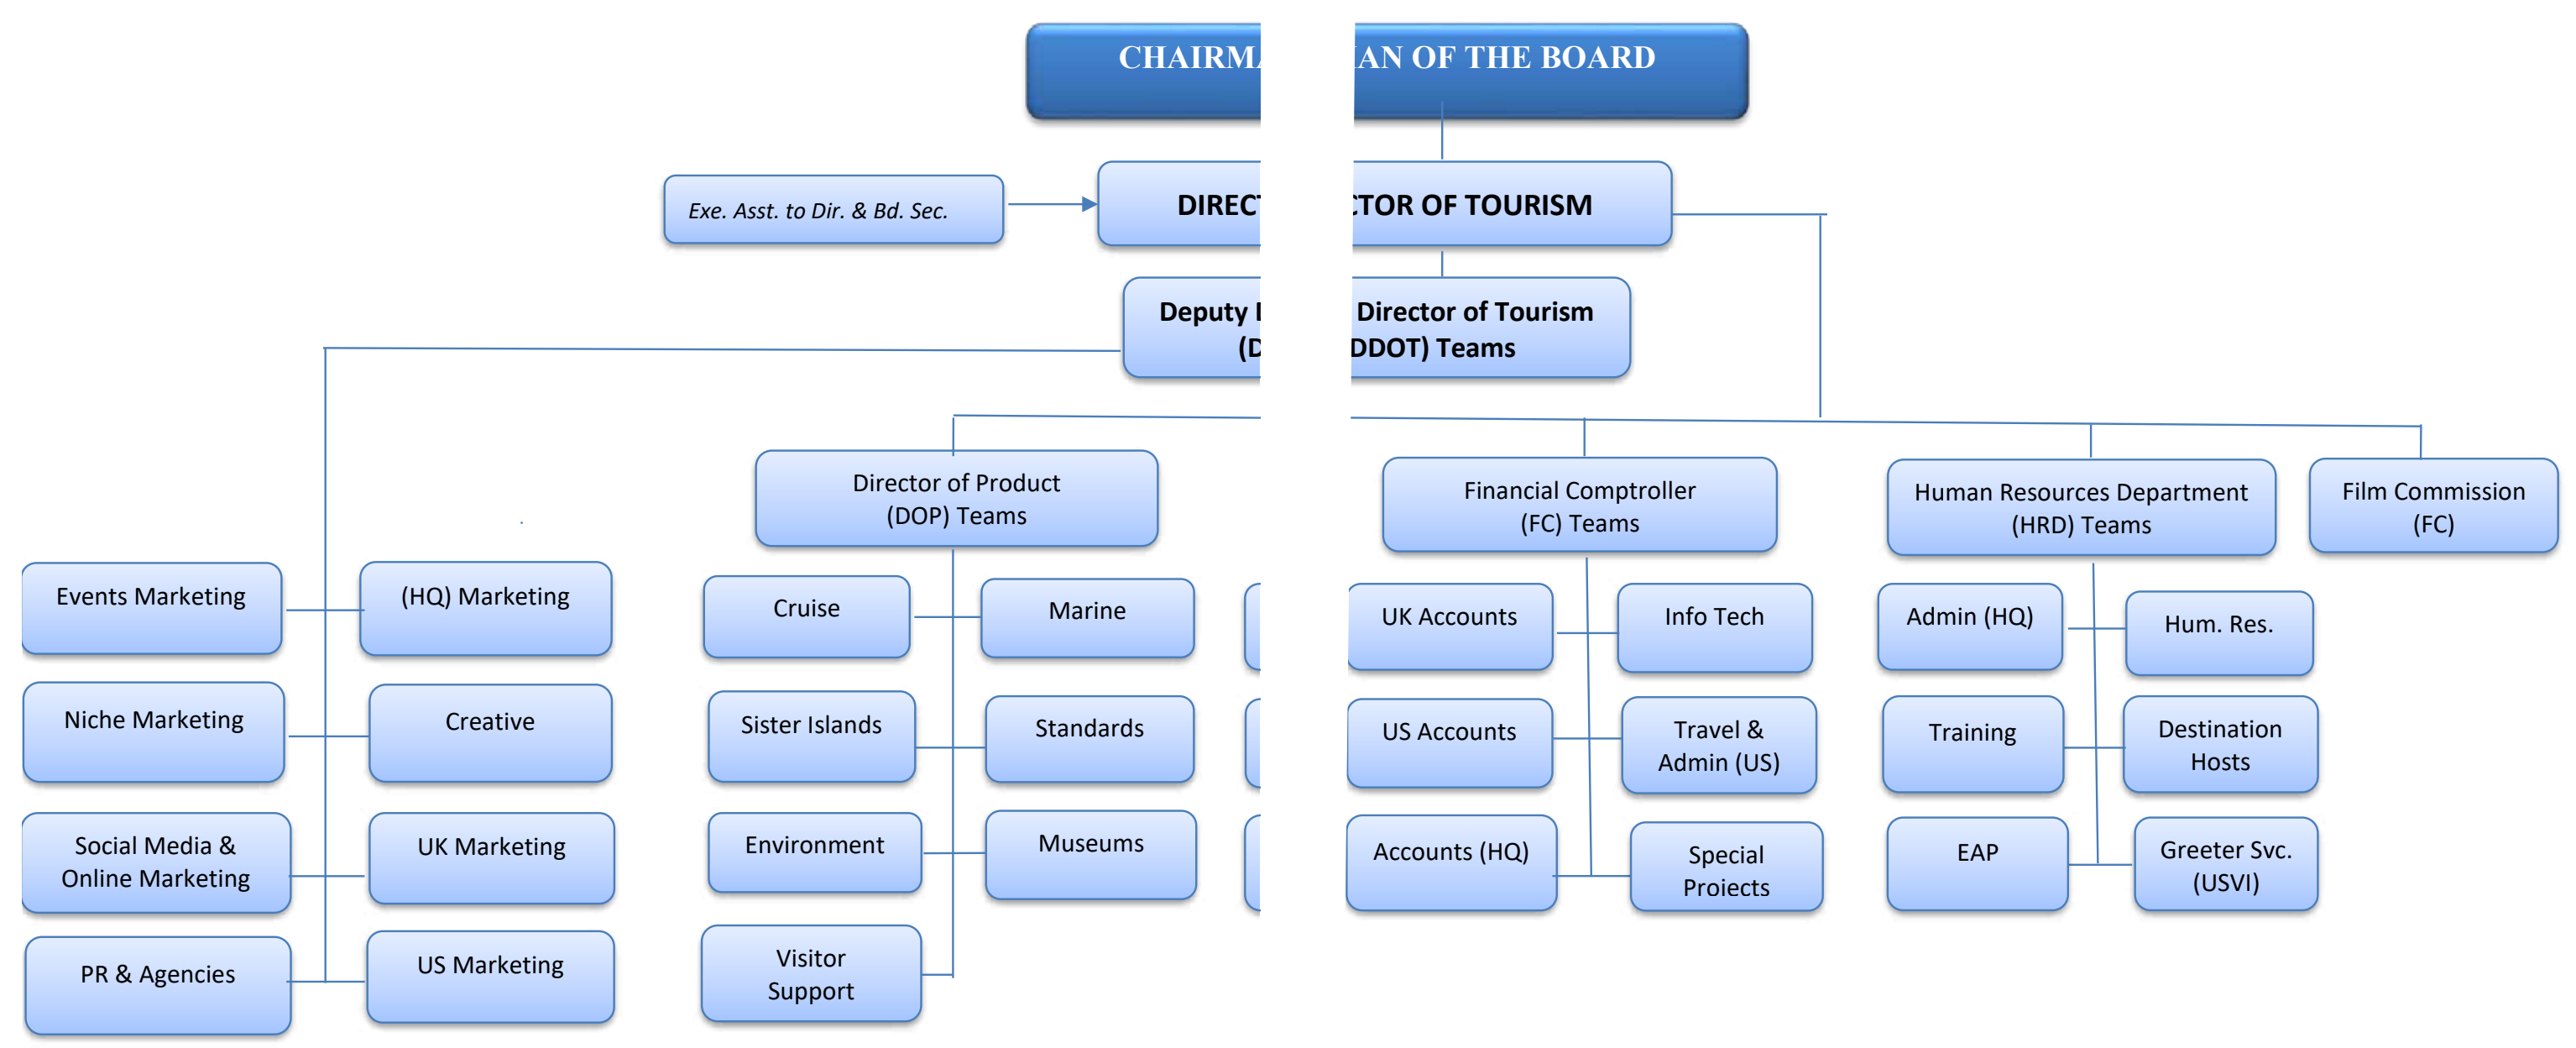 CHAIRMA
IAN OF THE BOARD
Exe. Asst. to Dir. & Bd. Sec.
DIRECT
CTOR OF TOURISM
Deputy
Director of Tourism
(D
DDOT) Teams
Director of Product
(DOP) Teams
Financial Comptroller
(FC) Teams
Human Resources Department
(HRD) Teams
Film Commission
(FC)
Events Marketing
(HQ) Marketing
Niche Marketing
Creative
Social Media &
Online Marketing
UK Marketing
PR & Agencies
US Marketing
Cruise
Marine
Sister Islands
Standards
Environment
Museums
Visitor
Support
UK Accounts
Info Tech
US Accounts
Travel &
Admin (US)
Accounts (HQ)
Special
Projects
Admin (HQ)
Hum. Res.
Training
Destination
Hosts
EAP
Greeter Svc.
(USVI)